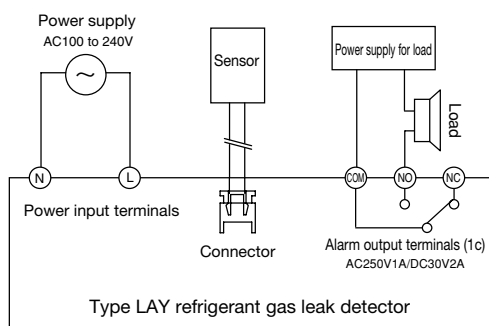 Power supply
AC100 to 240V
Sensor
Power supply for load
Load
N
L
COM
NO
NC
Power input terminals
Connector
Alarm output terminals (1c)
AC250V1A/DC30V2A
Type LAY refrigerant gas leak detector